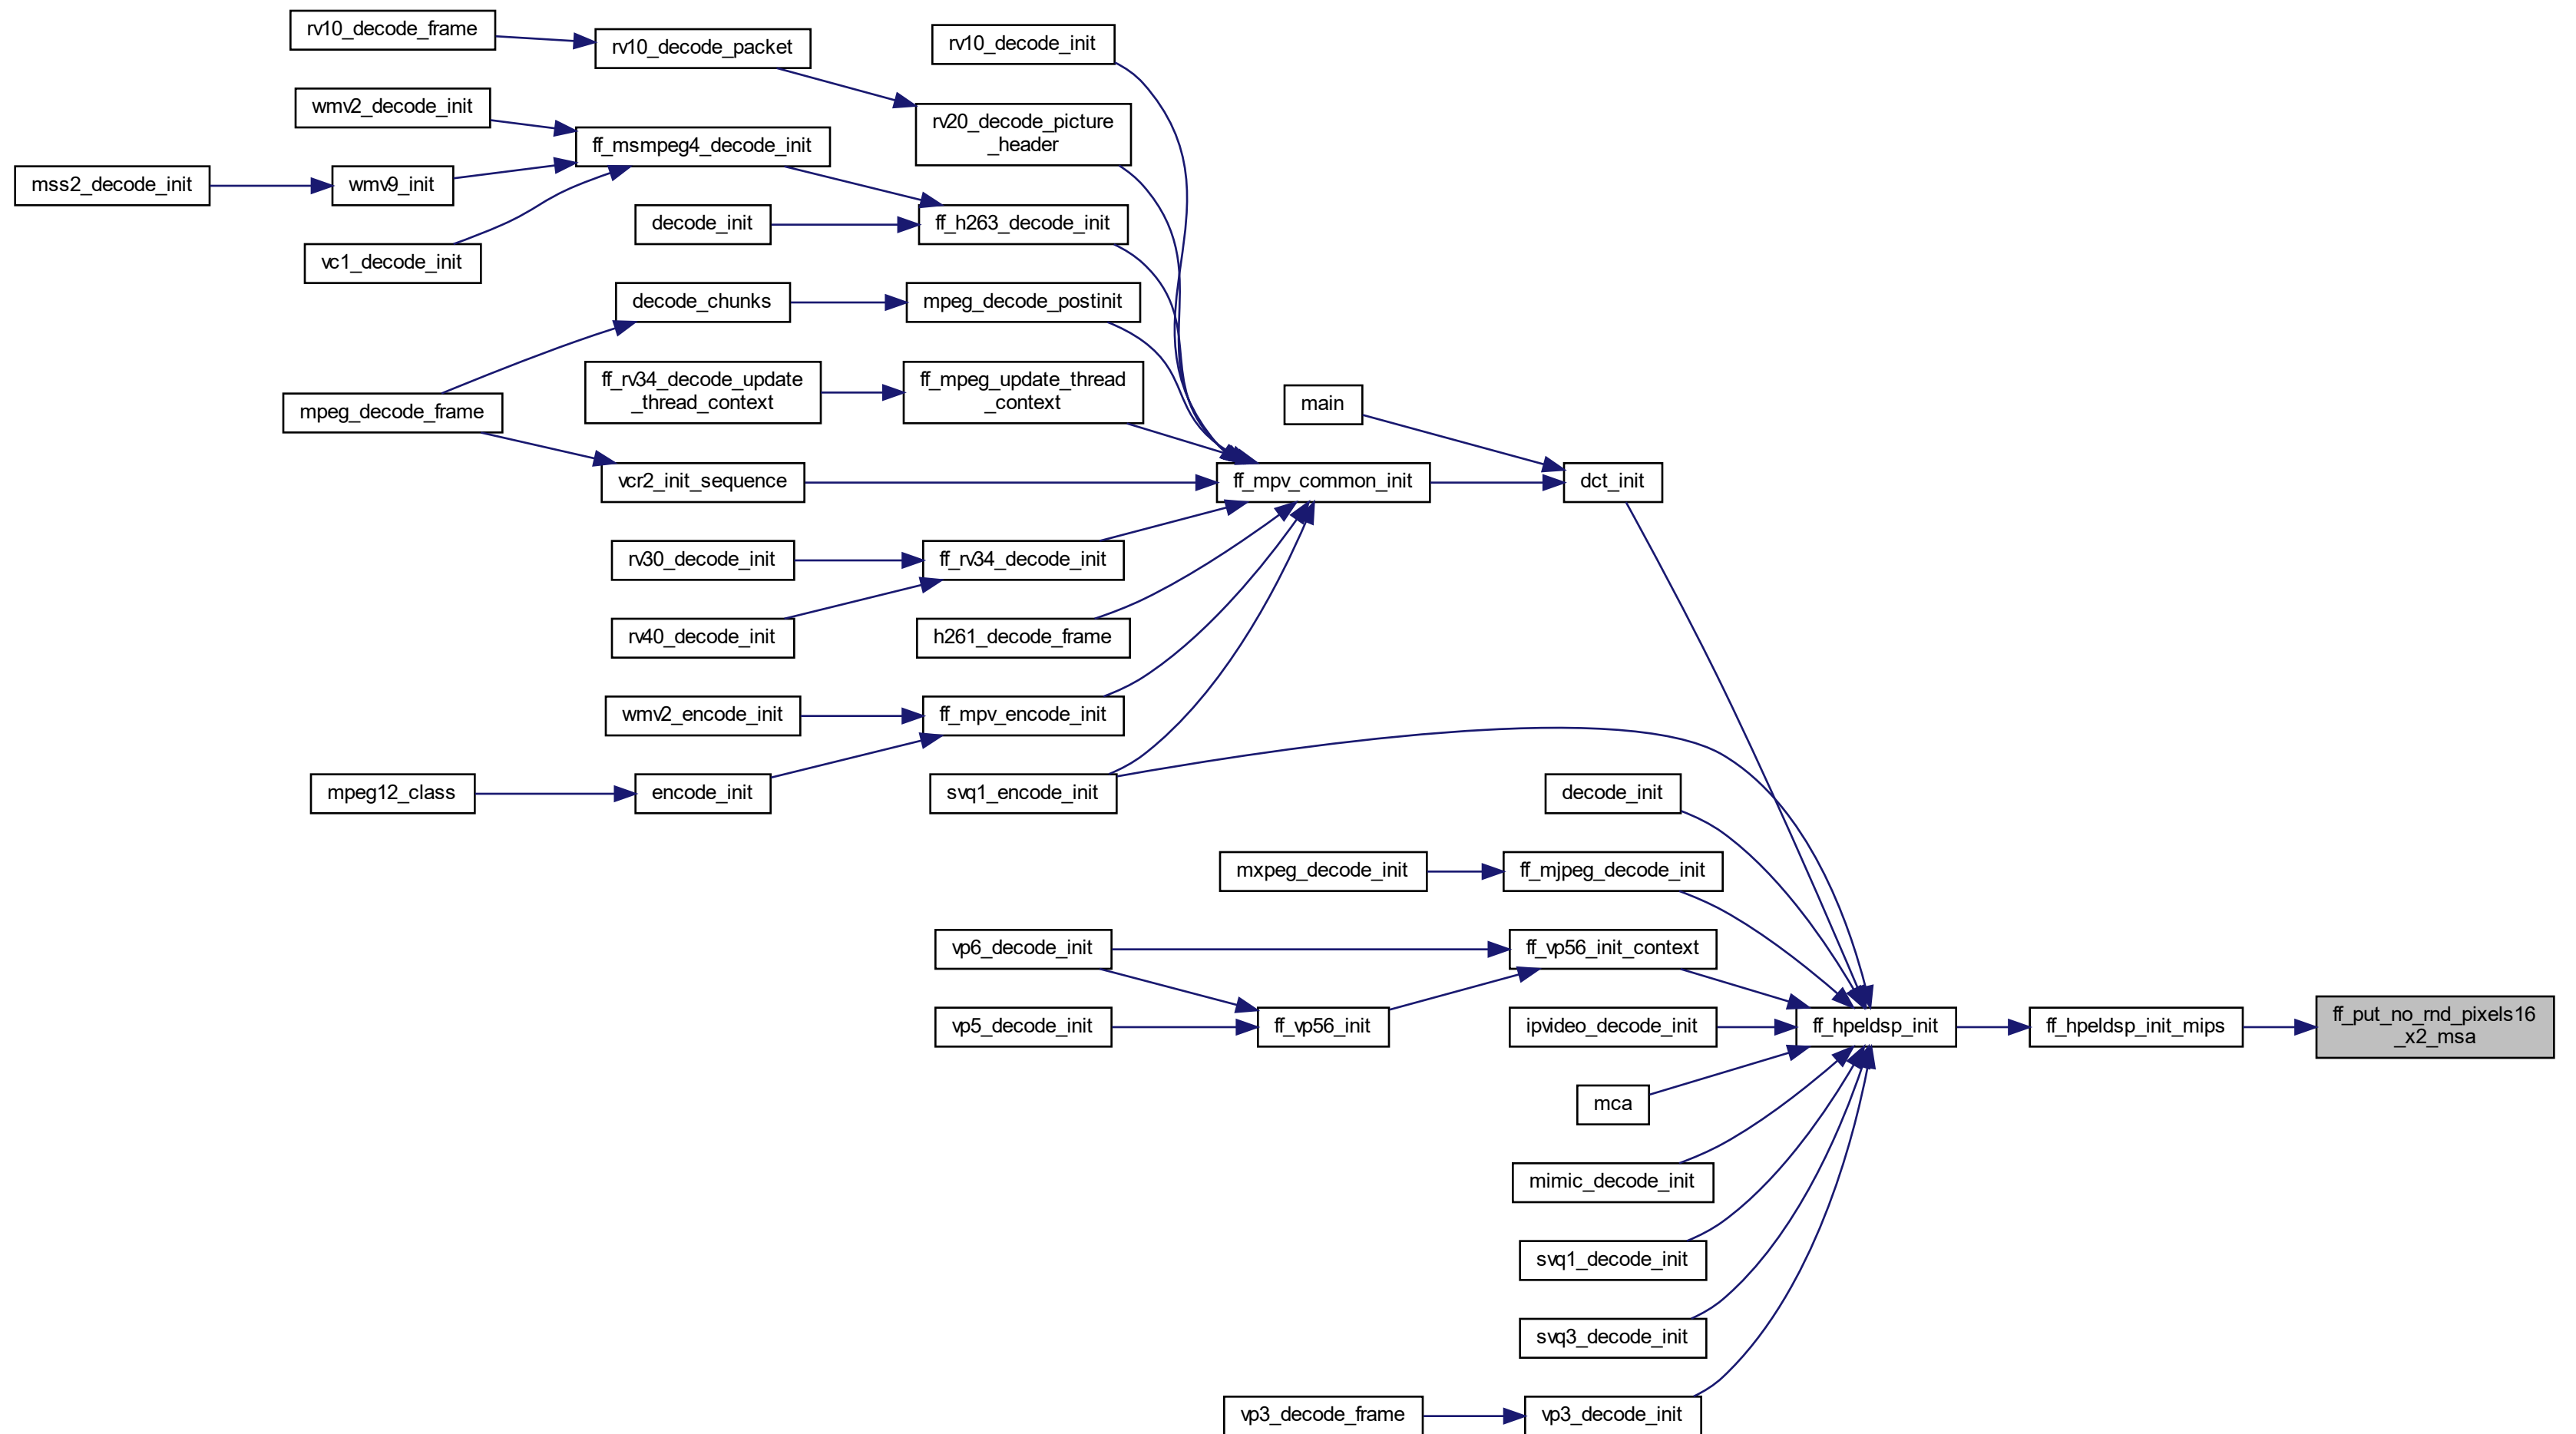 rv10_decode_frame
rv10_decode_packet
rv10_decode_init
wmv2_decode_init
rv20_decode_picture
_header
ff_msmpeg4_decode_init
mss2_decode_init
wmv9_init
decode_init
ff_h263_decode_init
vc1_decode_init
decode_chunks
mpeg_decode_postinit
ff_rv34_decode_update
_thread_context
ff_mpeg_update_thread
_context
mpeg_decode_frame
main
vcr2_init_sequence
ff_mpv_common_init
dct_init
rv30_decode_init
ff_rv34_decode_init
rv40_decode_init
h261_decode_frame
wmv2_encode_init
ff_mpv_encode_init
mpeg12_class
encode_init
svq1_encode_init
decode_init
mxpeg_decode_init
ff_mjpeg_decode_init
vp6_decode_init
ff_vp56_init_context
vp5_decode_init
ff_vp56_init
ipvideo_decode_init
ff_hpeldsp_init
ff_hpeldsp_init_mips
ff_put_no_rnd_pixels16
_x2_msa
mca
mimic_decode_init
svq1_decode_init
svq3_decode_init
vp3_decode_frame
vp3_decode_init